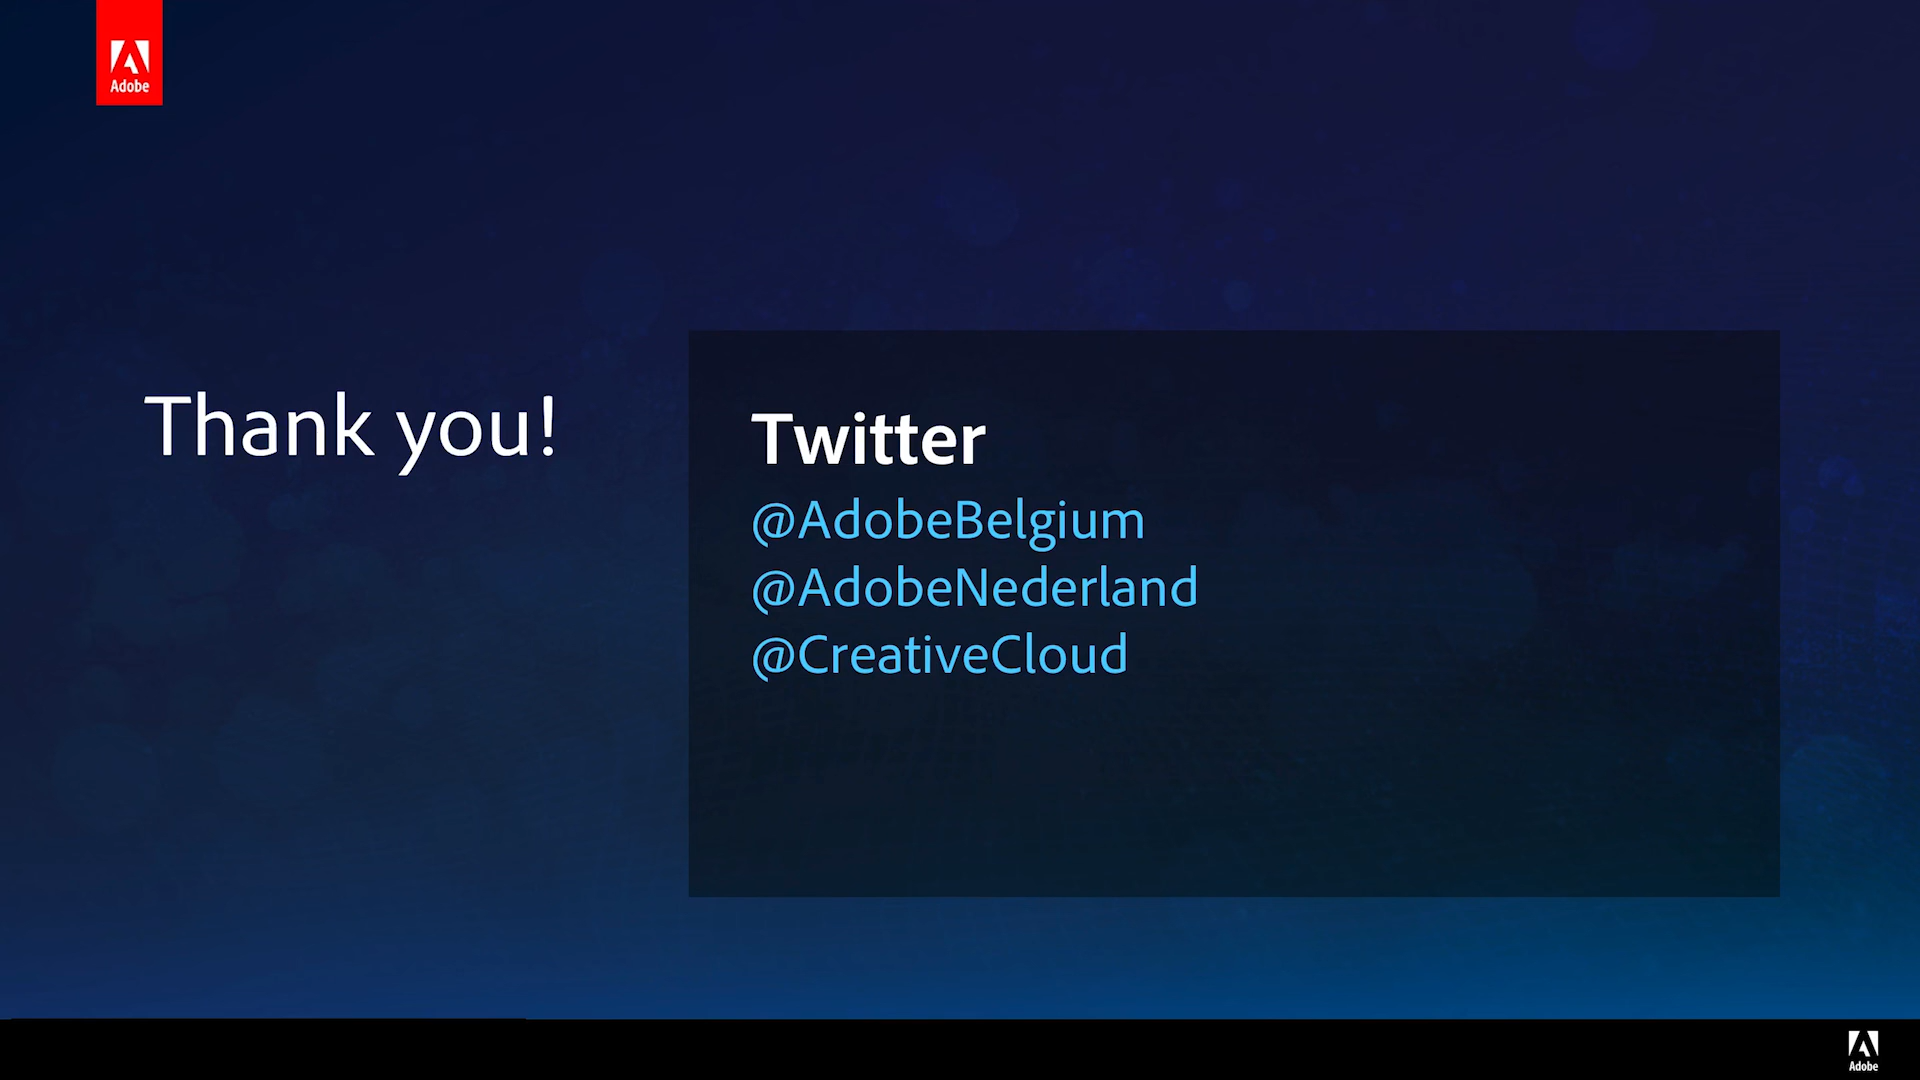 Adobe
Thank you!
Twitter
@AdobeBelgium
@AdobeNederland
@CreativeCloud
Adobe